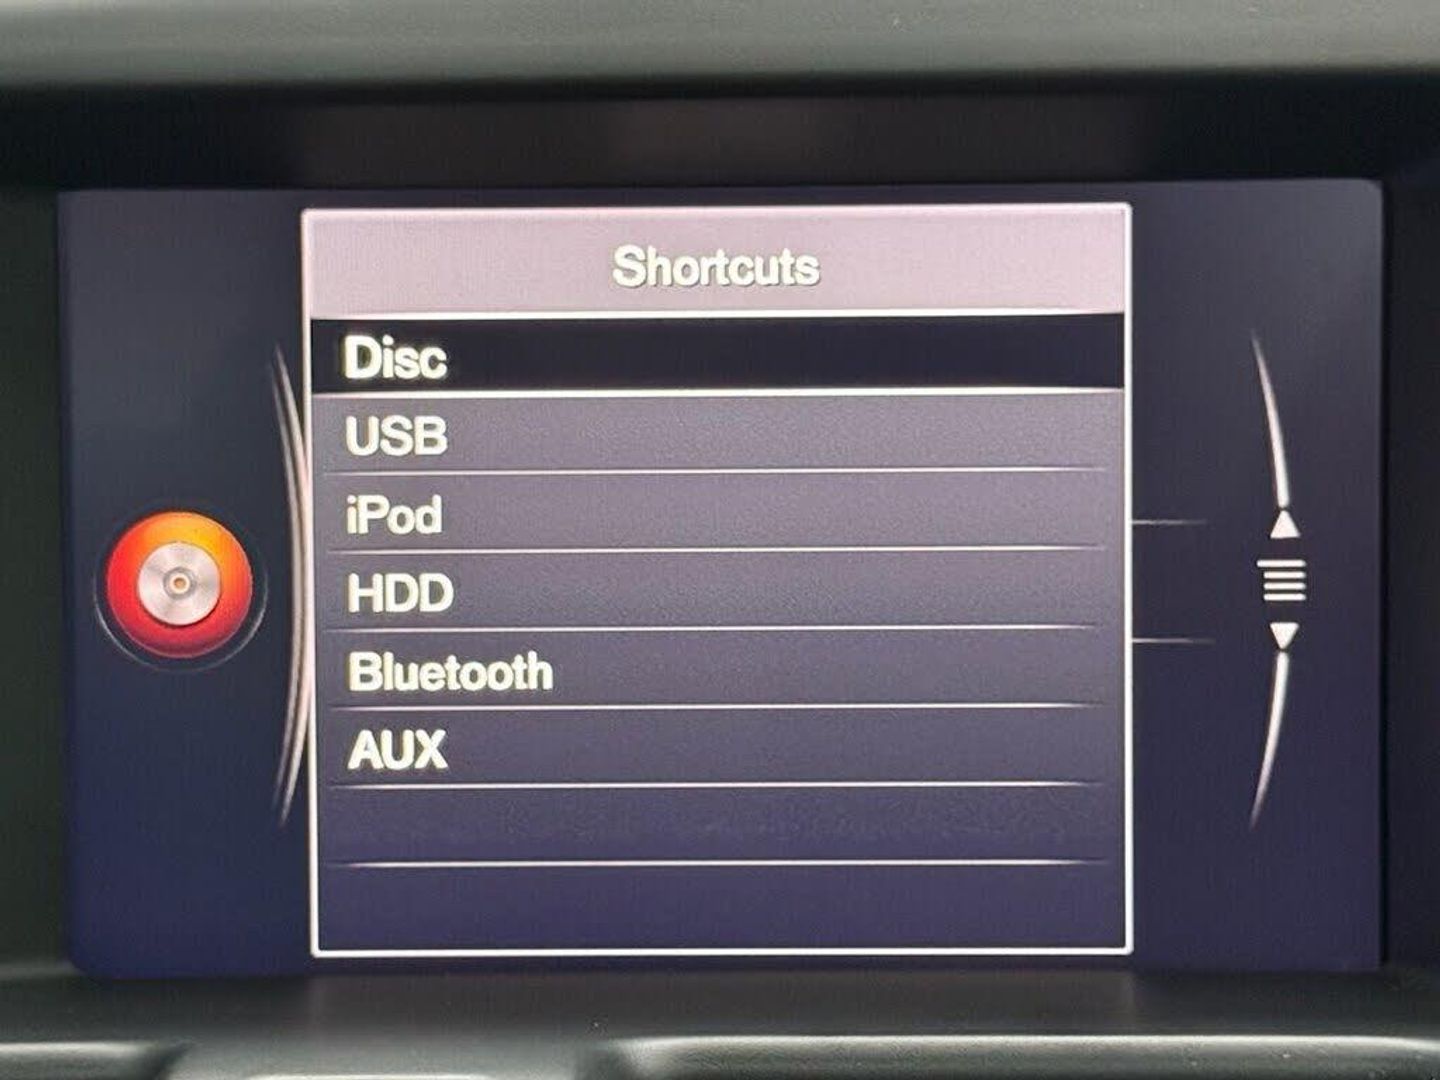 Shortcuts
Disc
USB
iPod
HDD
Bluetooth
AUX